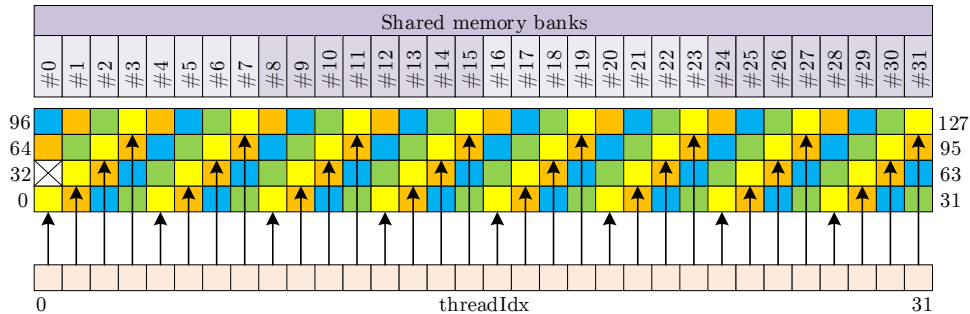 Shared memory banks
#0 #1 #2 #3 #4 #5 #6 #7 #8 #9 #10 #11 #12 #13 #14 #15 #16 #17 #18 #19 #20 #21 #22 #23 #24 #25 #26 #27 #28 #29 #30 #31
96 127
64 95
32 63
0 31
0 threadIdx 31